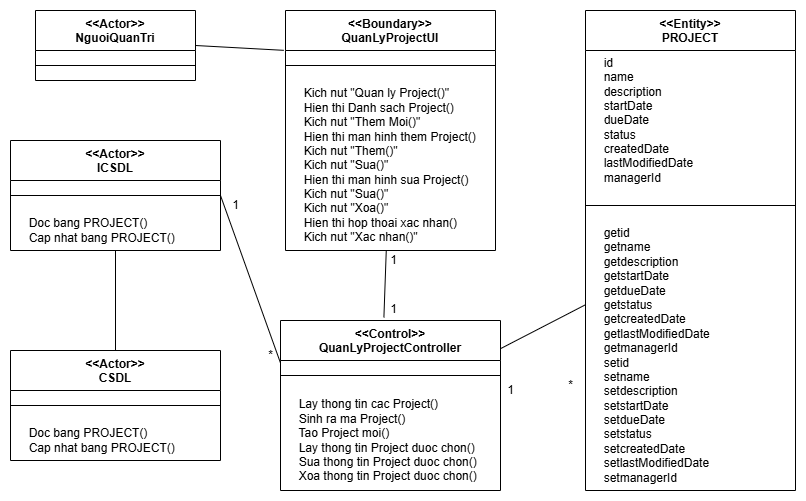 <<Actor>>
NguoiQuanTri
<<Boundary>>
QuanLyProjectUI
Kich nut "Quan ly Project()"
Hien thi Danh sach Project()
Kich nut "Them Moi()"
Hien thi man hinh them Project()
Kich nut "Them()"
Kich nut "Sua()"
Hien thi man hinh sua Project()
Kich nut "Sua()"
Kich nut "Xoa()"
Hien thi hop thoai xac nhan()
Kich nut "Xac nhan()"
<<Entity>>
PROJECT
id
name
description
startDate
dueDate
status
createdDate
lastModifiedDate
managerId
getid
getname
getdescription
getstartDate
getdueDate
getstatus
getcreatedDate
getlastModifiedDate
getmanagerId
setid
setname
setdescription
setstartDate
setdueDate
setstatus
setcreatedDate
setlastModifiedDate
setmanagerId
<<Actor>>
ICSDL
Doc bang PROJECT()
Cap nhat bang PROJECT()
1
*
1
1
<<Actor>>
CSDL
Doc bang PROJECT()
Cap nhat bang PROJECT()
<<Control>>
QuanLyProjectController
Lay thong tin cac Project()
Sinh ra ma Project()
Tao Project moi()
Lay thong tin Project duoc chon()
Sua thong tin Project duoc chon()
Xoa thong tin Project duoc chon()
1
*